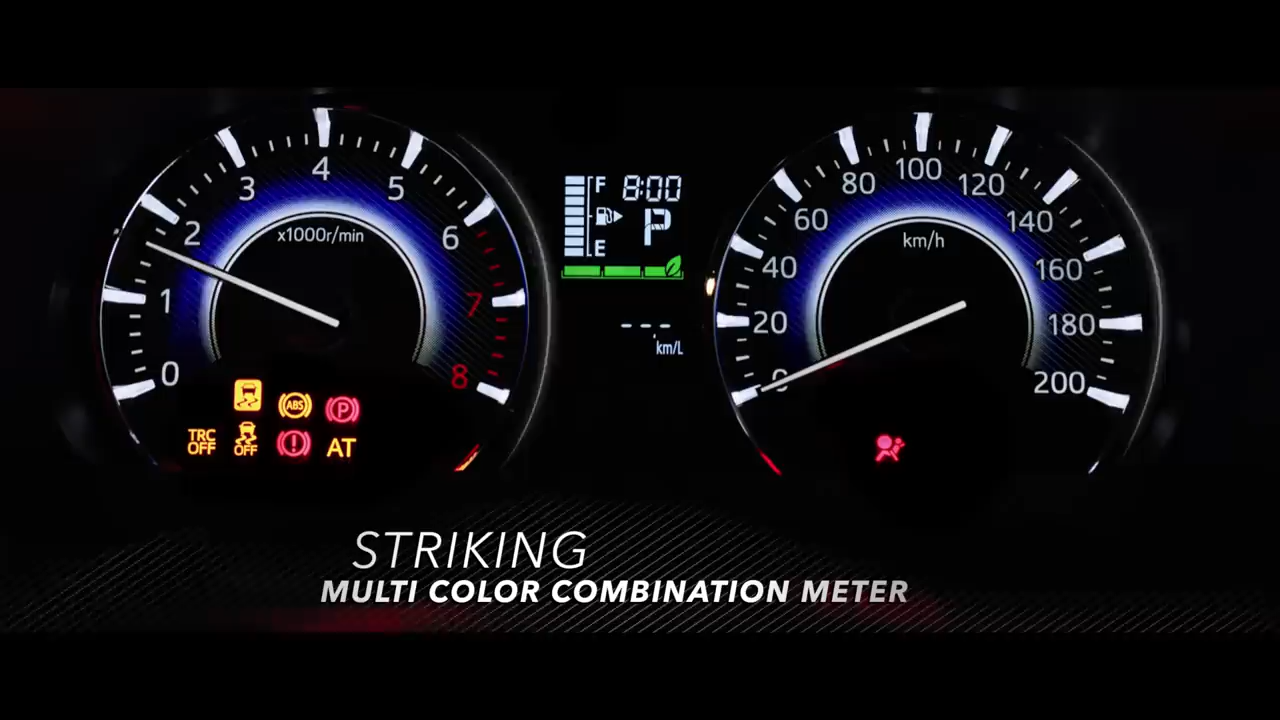 0
1
2
3
4
5
6
7
8
x1000r/min
ABS
P
TRC
OFF
OFF
!
AT
F
8:00
P
E
---
km/L
0
20
40
60
80
100
120
140
160
180
200
km/h
STRIKING
MULTI COLOR COMBINATION METER